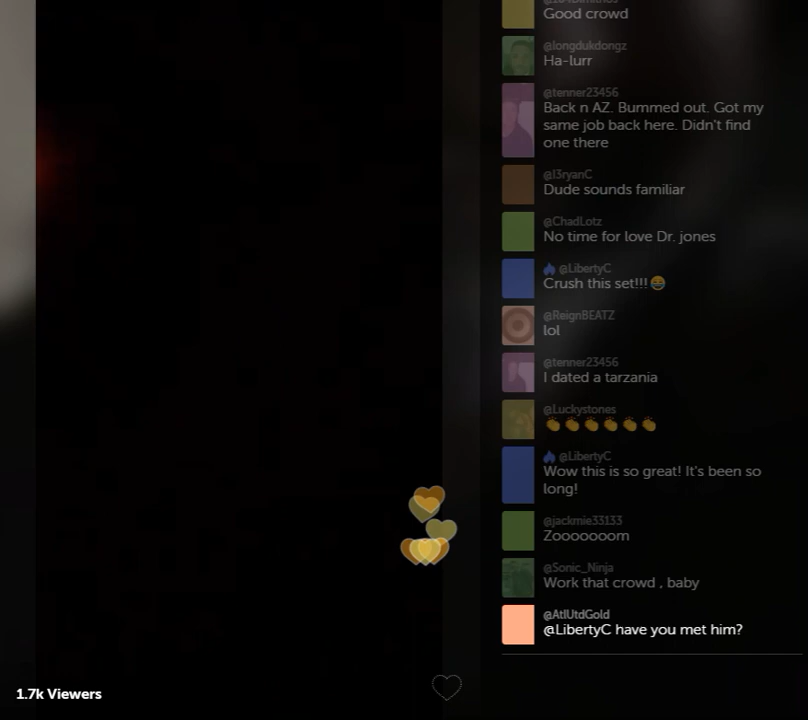 Good crowd
@longdukdongz
Ha-lurr
@tenner23456
Back n AZ. Bummed out. Got my
same job back here. Didn't find
one there
@l3ryanC
Dude sounds familiar
@ChadLotz
No time for love Dr. jones
@LibertyC
Crush this set!!!😂
@ReignBEATZ
lol
@tenner23456
I dated a tarzania
@Luckystones
👏👏👏👏👏👏
@LibertyC
Wow this is so great! It's been so
long!
@jackmie33133
Zooooooom
@Sonic_Ninja
Work that crowd , baby
@AtlUtdGold
@LibertyC have you met him?
1.7k Viewers